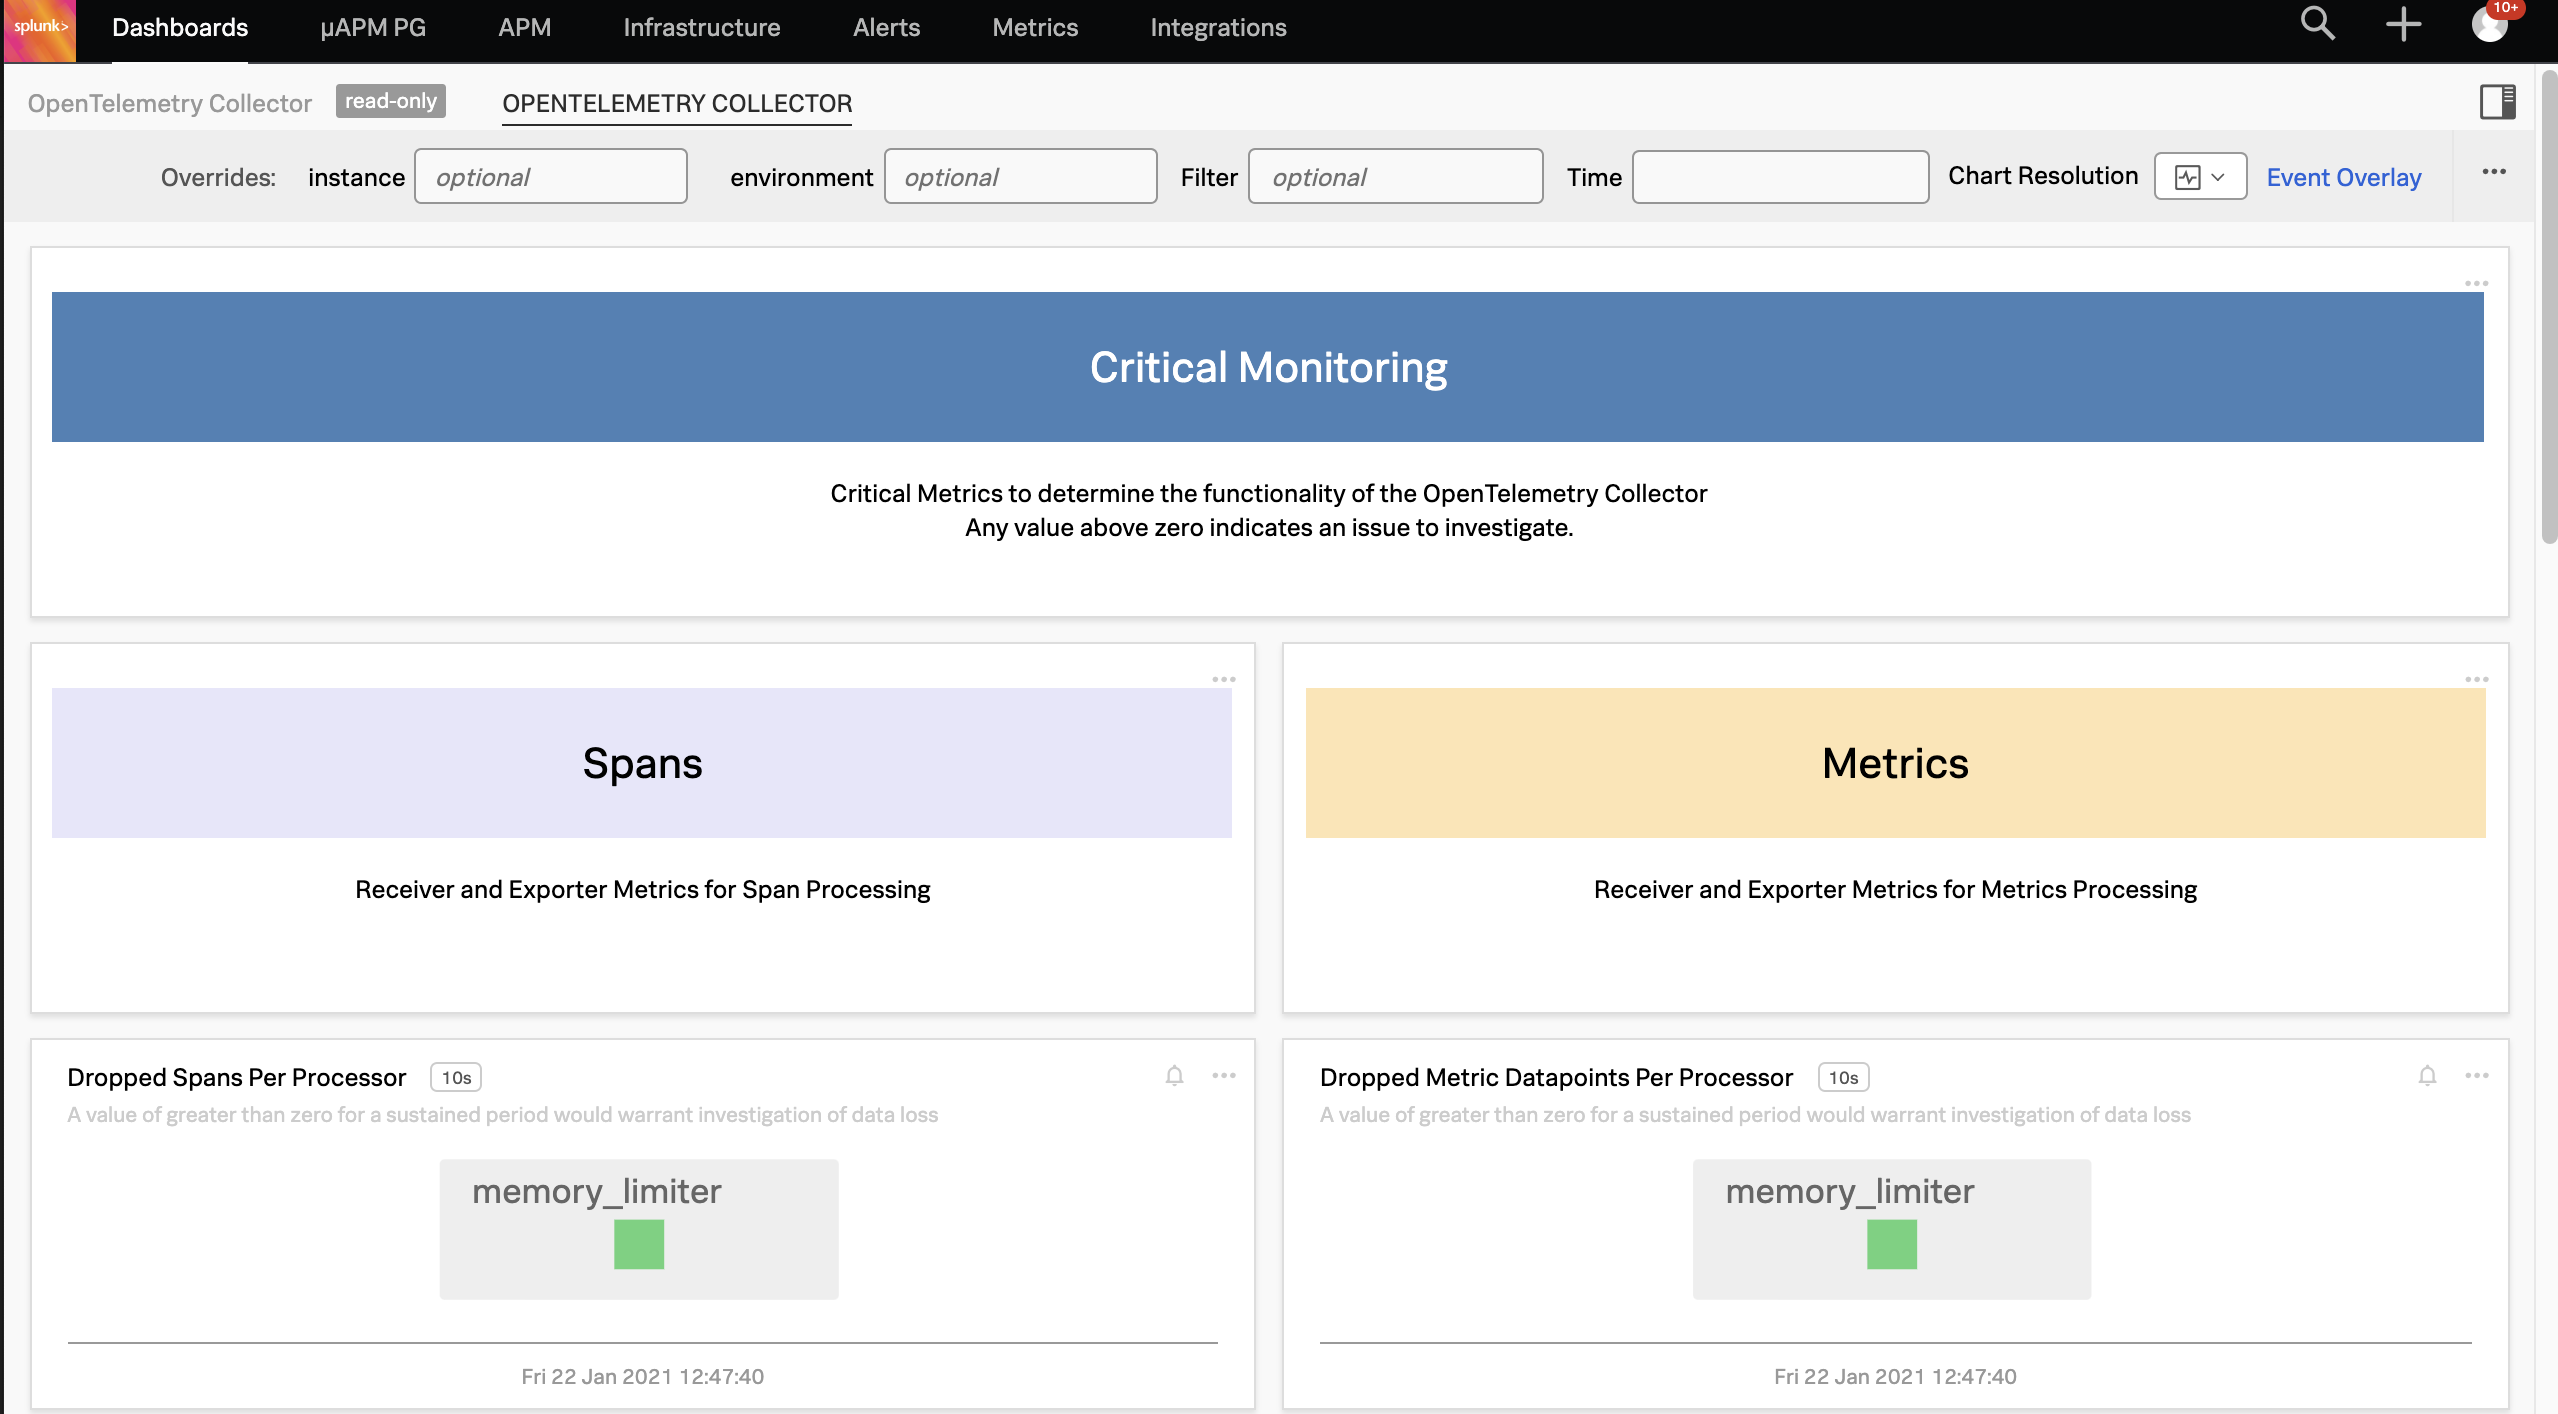 splunk>
Dashboards
µAPM PG
APM
Infrastructure
Alerts
Metrics
Integrations
10+
OpenTelemetry Collector
read-only
OPENTELEMETRY COLLECTOR
Overrides:
instance
optional
environment
optional
Filter
optional
Time
Chart Resolution
Event Overlay
Critical Monitoring
Critical Metrics to determine the functionality of the OpenTelemetry Collector
Any value above zero indicates an issue to investigate.
Spans
Receiver and Exporter Metrics for Span Processing
Metrics
Receiver and Exporter Metrics for Metrics Processing
Dropped Spans Per Processor
10s
A value of greater than zero for a sustained period would warrant investigation of data loss
memory_limiter
Fri 22 Jan 2021 12:47:40
Dropped Metric Datapoints Per Processor
10s
A value of greater than zero for a sustained period would warrant investigation of data loss
memory_limiter
Fri 22 Jan 2021 12:47:40